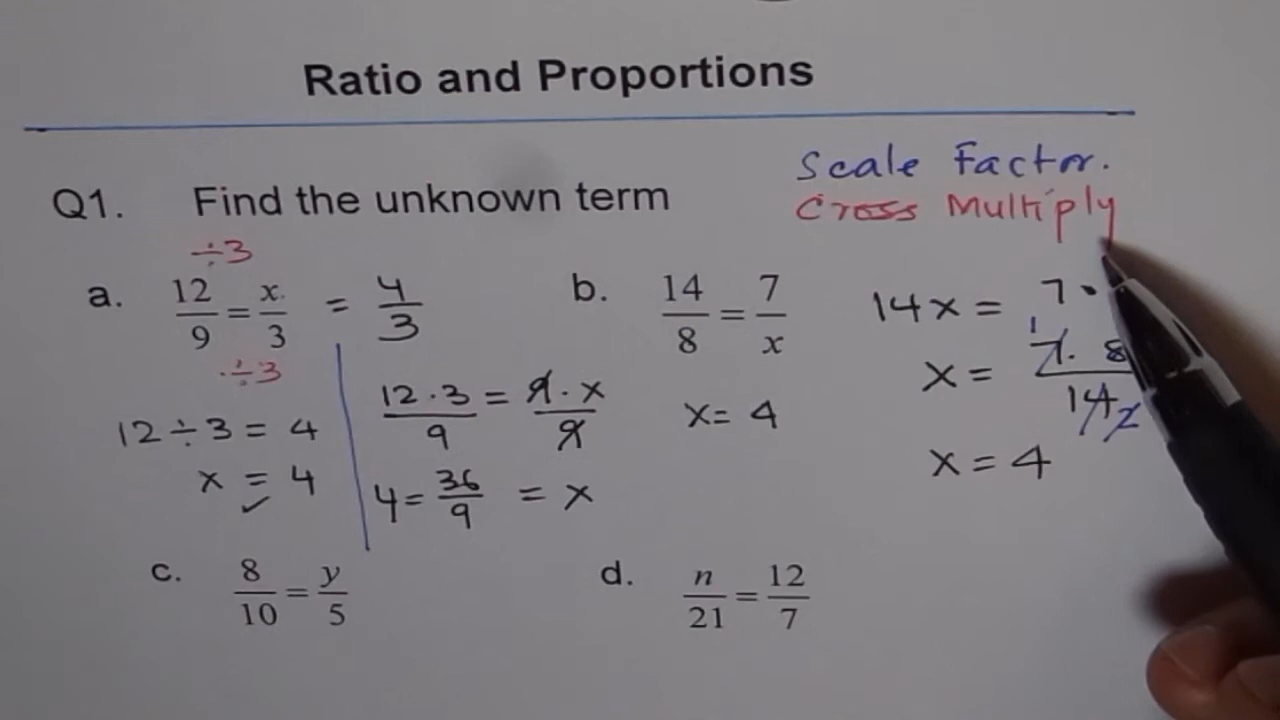 Ratio and Proportions
Scale Factor.
Cross Multiply
Q1. Find the unknown term
÷3
a. 12/9 = x/3 = 4/3
÷3
12 ÷ 3 = 4
x = 4
12 · 3 / 9 = 9 · x / 9
4 = 36/9 = x
b. 14/8 = 7/x
x = 4
14x = 7 ·
x = 7 · 8 / 14
1
2
x = 4
c. 8/10 = y/5
d. n/21 = 12/7